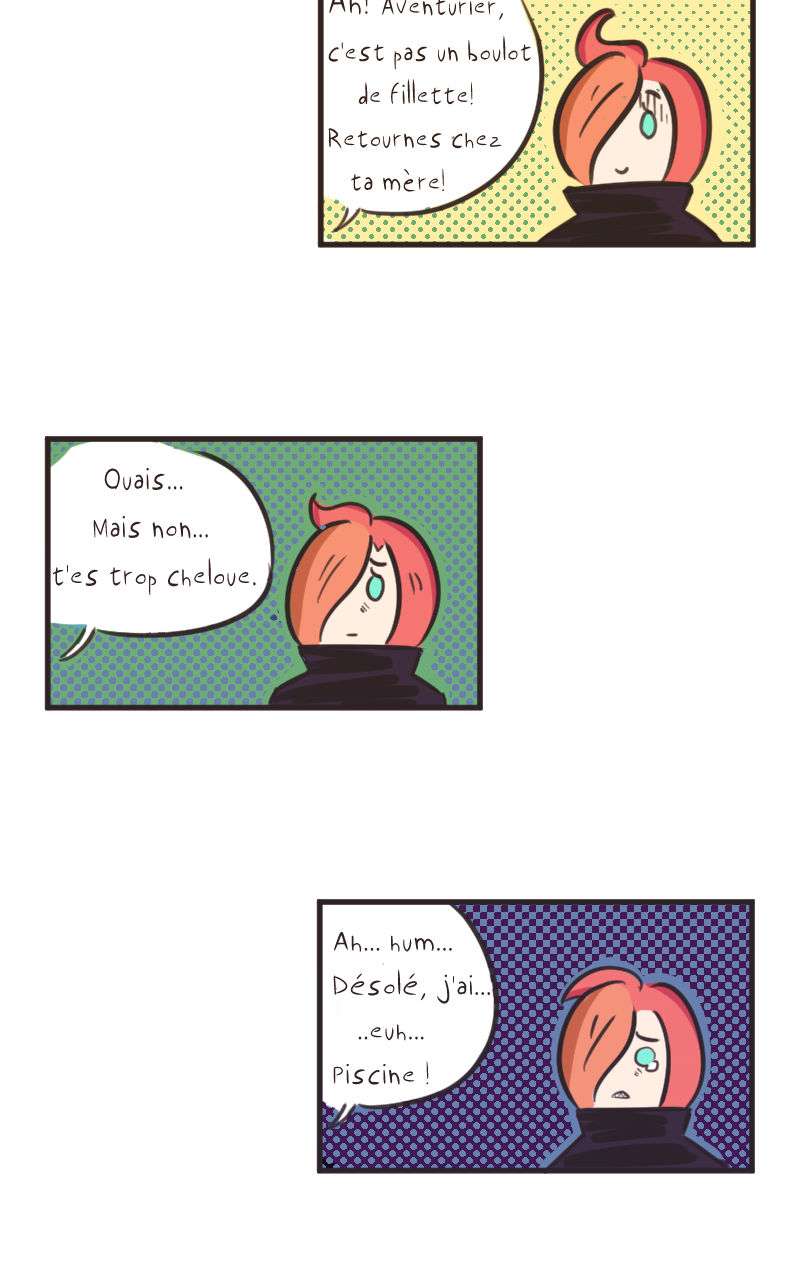 Ah! Aventurier,
c'est pas un boulot
de fillette!
Retournes chez
ta mère!
Ouais...
Mais non...
t'es trop cheloue.
Ah... hum...
Désolé, j'ai...
..euh...
Piscine !